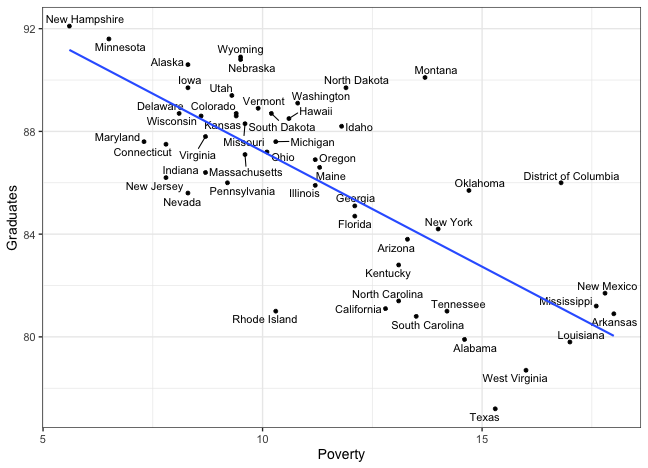 New Hampshire
92
Minnesota
Wyoming
Alaska
Nebraska
Montana
Iowa
North Dakota
Utah
Washington
Delaware
Colorado
Vermont
Hawaii
Wisconsin
Kansas
South Dakota
Idaho
88
Maryland
Missouri
Michigan
Connecticut
Virginia
Ohio
Oregon
Indiana
Massachusetts
Maine
District of Columbia
New Jersey
Pennsylvania
Illinois
Oklahoma
Nevada
Georgia
Graduates
Florida
New York
84
Arizona
Kentucky
New Mexico
North Carolina
Mississippi
California
Tennessee
Rhode Island
South Carolina
Arkansas
80
Louisiana
Alabama
West Virginia
Texas
5
10
15
Poverty